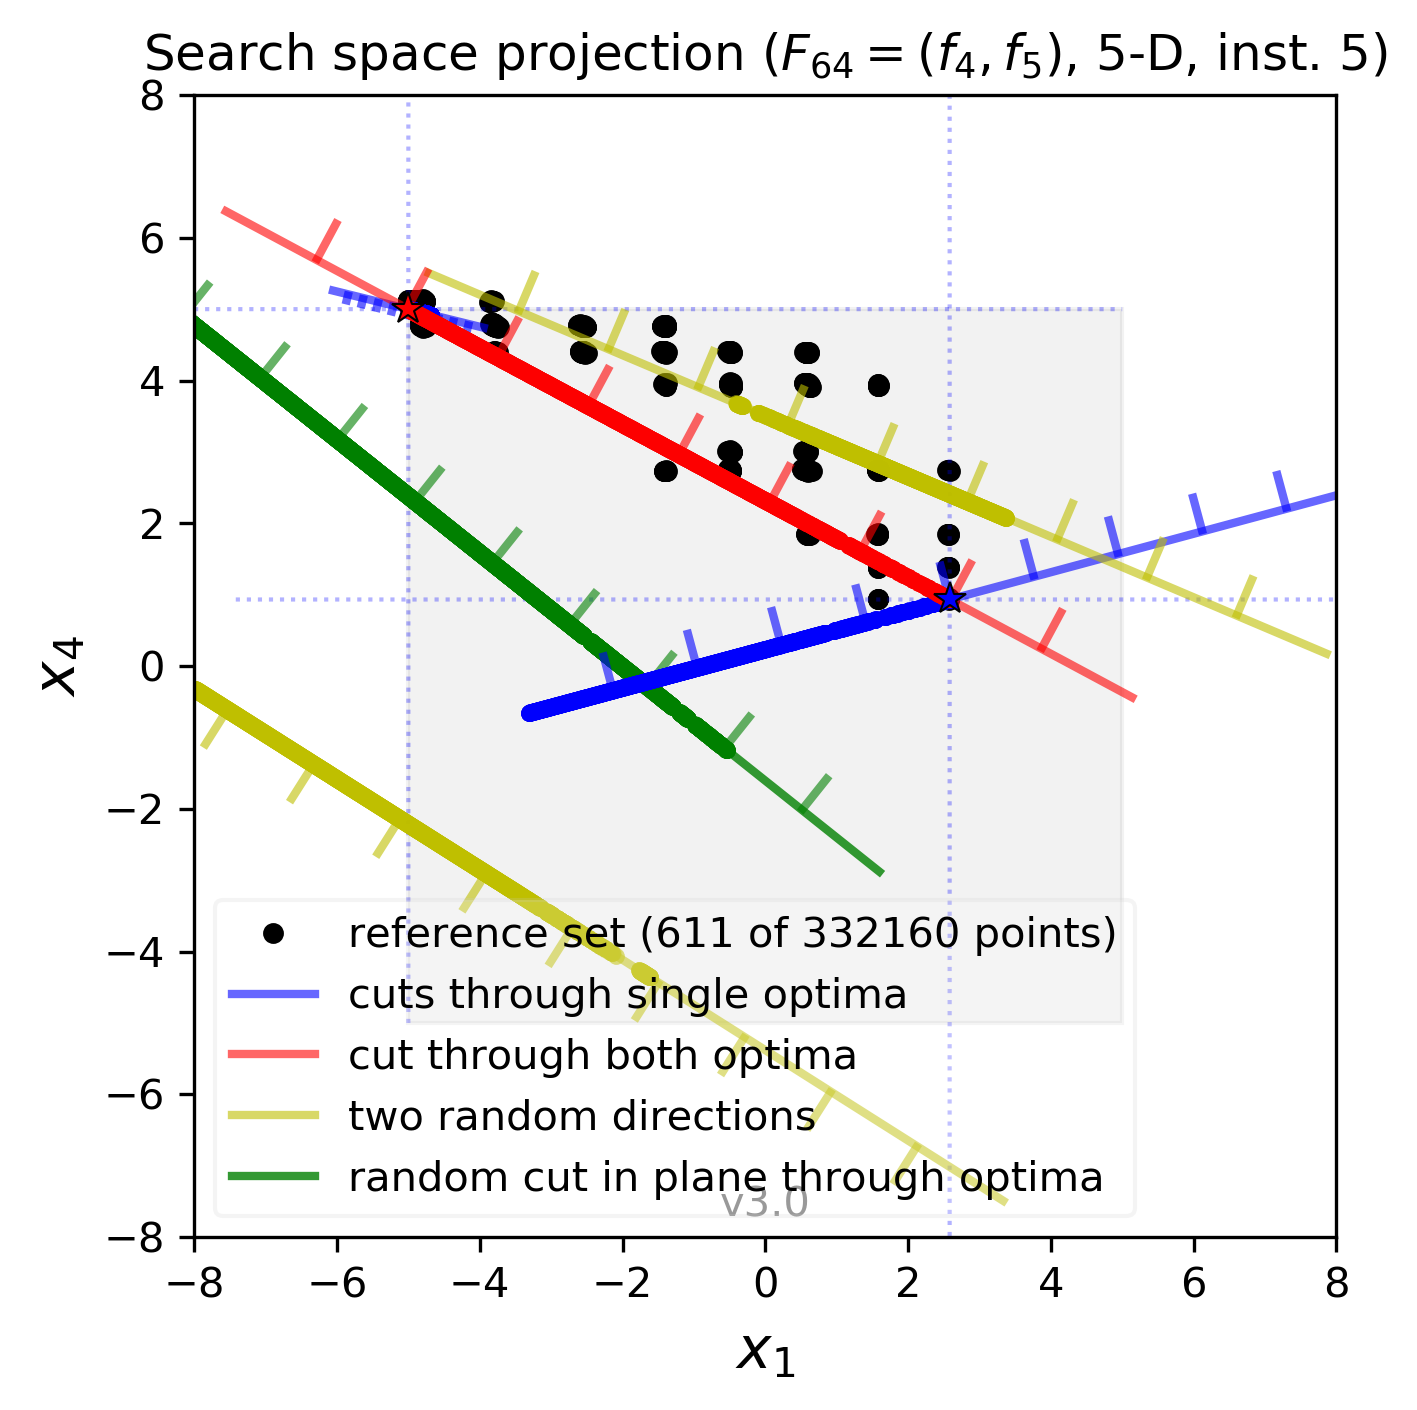 Search space projection (F64 = (f4, f5), 5-D, inst. 5)
8
6
4
2
0
−2
−4
−6
−8
x4
reference set (611 of 332160 points)
cuts through single optima
cut through both optima
two random directions
random cut in plane through optima
v3.0
−8 −6 −4 −2 0 2 4 6 8
x1